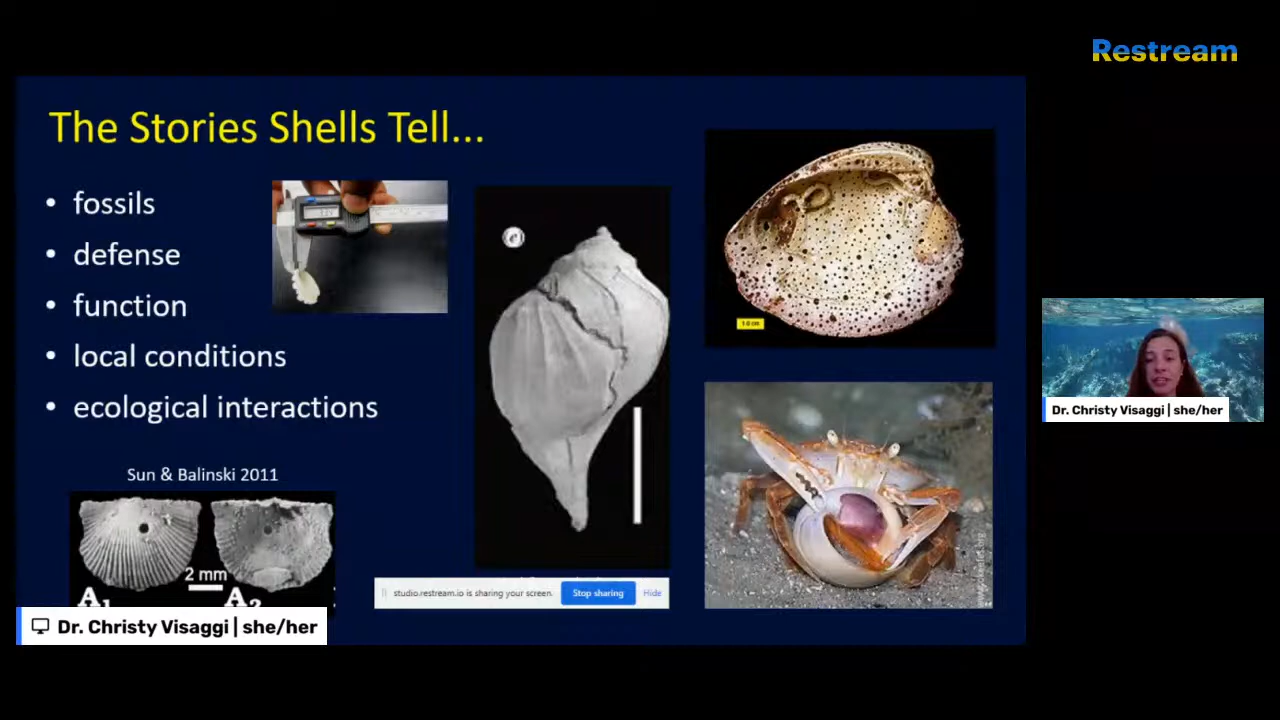 Restream
The Stories Shells Tell...
• fossils
• defense
• function
• local conditions
• ecological interactions
Sun & Balinski 2011
2 mm
A1
A2
e
studio.restream.io is sharing your screen.
Stop sharing
Hide
Dr. Christy Visaggi | she/her
Dr. Christy Visaggi | she/her